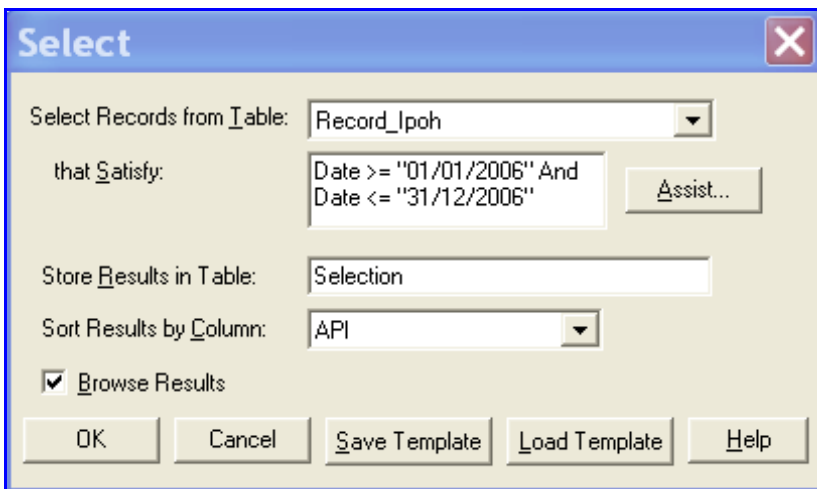 Select
Select Records from Table: Record_Ipoh
that Satisfy: Date >= "01/01/2006" And
Date <= "31/12/2006"
Assist...
Store Results in Table: Selection
Sort Results by Column: API
Browse Results
OK Cancel Save Template Load Template Help